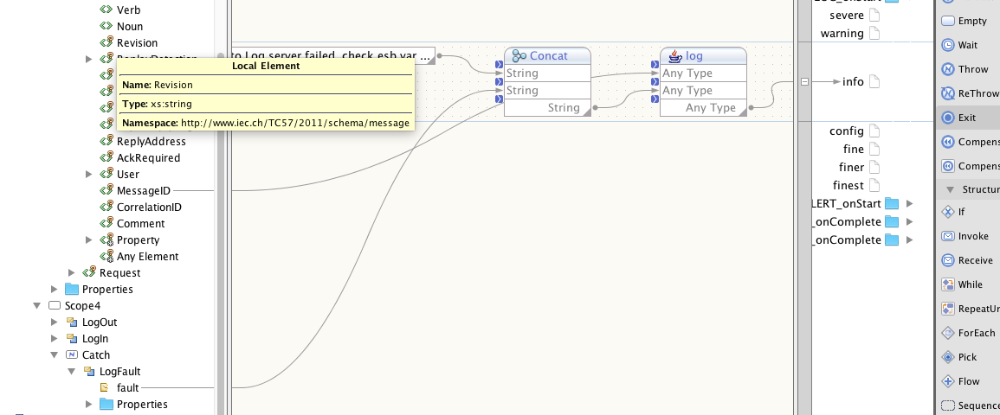 Verb
Noun
Revision
Local Element
Name: Revision
Type: xs:string
Namespace: http://www.iec.ch/TC57/2011/schema/message
ReplyAddress
AckRequired
User
MessageID
CorrelationID
Comment
Property
Any Element
Request
Properties
Scope4
LogOut
LogIn
Catch
LogFault
fault
Properties
to Log server failed, check esb var ...
Concat
String
String
String
log
Any Type
Any Type
Any Type
severe
warning
info
config
fine
finer
finest
LERT_onStart
_onComplete
_onComplete
Empty
Wait
Throw
ReThrow
Exit
Compens
Compens
Structur
If
Invoke
Receive
While
RepeatUn
ForEach
Pick
Flow
Sequence